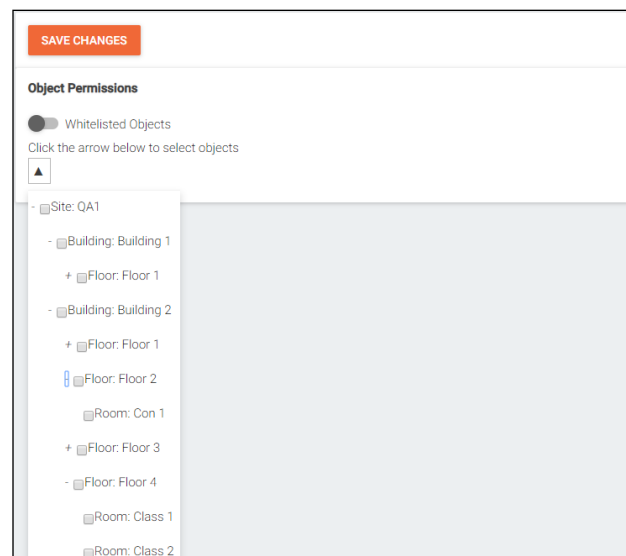 SAVE CHANGES
Object Permissions
Whitelisted Objects
Click the arrow below to select objects
▲
- Site: QA1
- Building: Building 1
+ Floor: Floor 1
- Building: Building 2
+ Floor: Floor 1
- Floor: Floor 2
Room: Con 1
+ Floor: Floor 3
- Floor: Floor 4
Room: Class 1
Room: Class 2